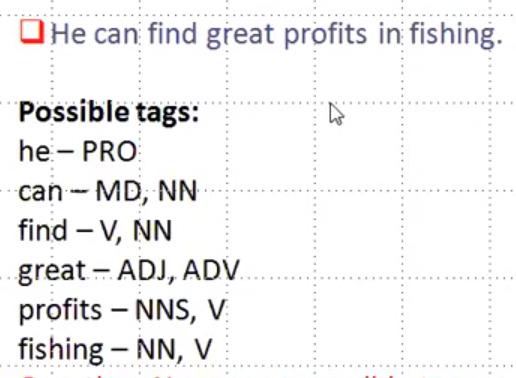 He can find great profits in fishing.
Possible tags:
he – PRO
can – MD, NN
find – V, NN
great – ADJ, ADV
profits – NNS, V
fishing – NN, V